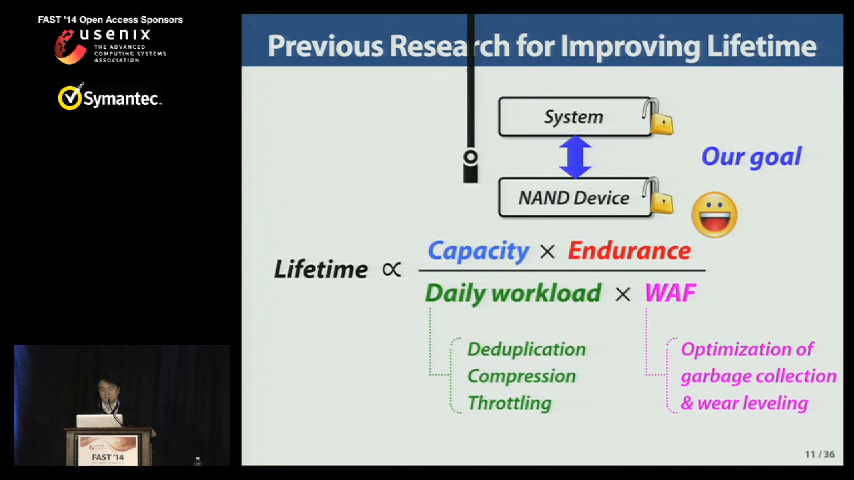 FAST '14 Open Access Sponsors
usenix
THE ADVANCED
COMPUTING SYSTEMS
ASSOCIATION
Symantec.
FAST '14
Previous Research for Improving Lifetime
System
Our goal
NAND Device
Lifetime ∝ Capacity × Endurance
Daily workload × WAF
Deduplication
Compression
Throttling
Optimization of
garbage collection
& wear leveling
11 / 36